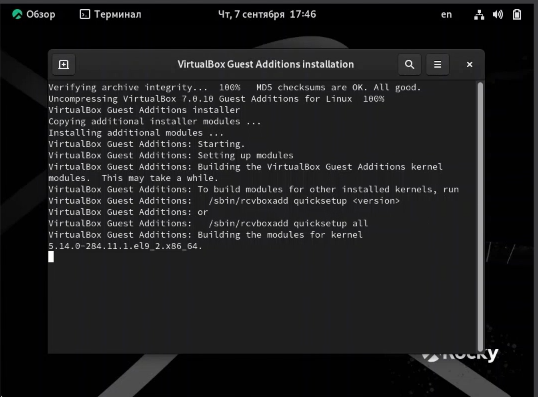 Обзор Терминал Чт, 7 сентября 17:46 en
VirtualBox Guest Additions installation
Verifying archive integrity... 100% MD5 checksums are OK. All good.
Uncompressing VirtualBox 7.0.10 Guest Additions for Linux 100%
VirtualBox Guest Additions installer
Copying additional installer modules ...
Installing additional modules ...
VirtualBox Guest Additions: Starting.
VirtualBox Guest Additions: Setting up modules
VirtualBox Guest Additions: Building the VirtualBox Guest Additions kernel
modules. This may take a while.
VirtualBox Guest Additions: To build modules for other installed kernels, run
VirtualBox Guest Additions: /sbin/rcvboxadd quicksetup <version>
VirtualBox Guest Additions: or
VirtualBox Guest Additions: /sbin/rcvboxadd quicksetup all
VirtualBox Guest Additions: Building the modules for kernel
5.14.0-284.11.1.el9_2.x86_64.
Rocky